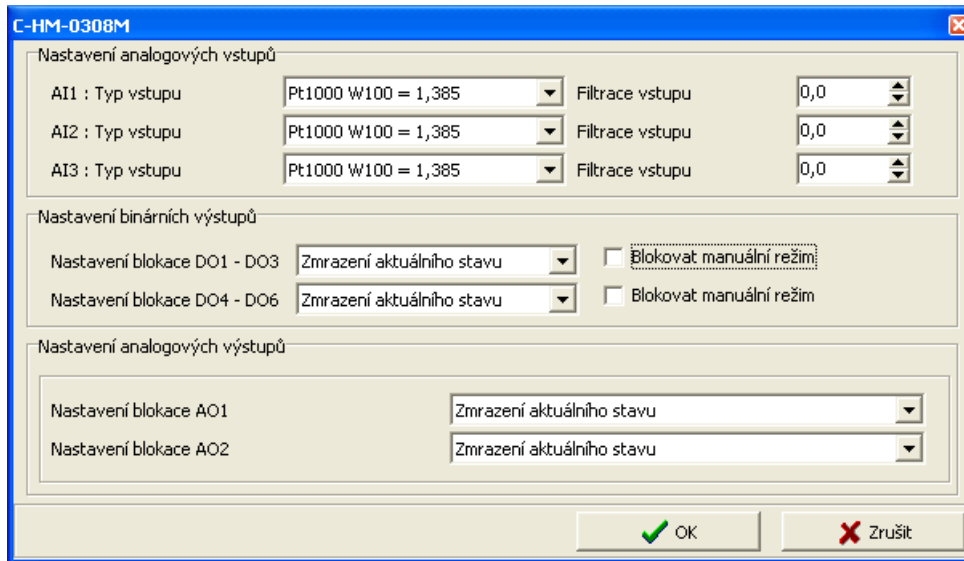 C-HM-0308M
Nastavení analogových vstupů
AI1 : Typ vstupu Pt1000 W100 = 1,385 Filtrace vstupu 0,0
AI2 : Typ vstupu Pt1000 W100 = 1,385 Filtrace vstupu 0,0
AI3 : Typ vstupu Pt1000 W100 = 1,385 Filtrace vstupu 0,0
Nastavení binárních výstupů
Nastavení blokace DO1 - DO3 Zmrazení aktuálního stavu Blokovat manuální režim
Nastavení blokace DO4 - DO6 Zmrazení aktuálního stavu Blokovat manuální režim
Nastavení analogových výstupů
Nastavení blokace AO1 Zmrazení aktuálního stavu
Nastavení blokace AO2 Zmrazení aktuálního stavu
OK Zrušit